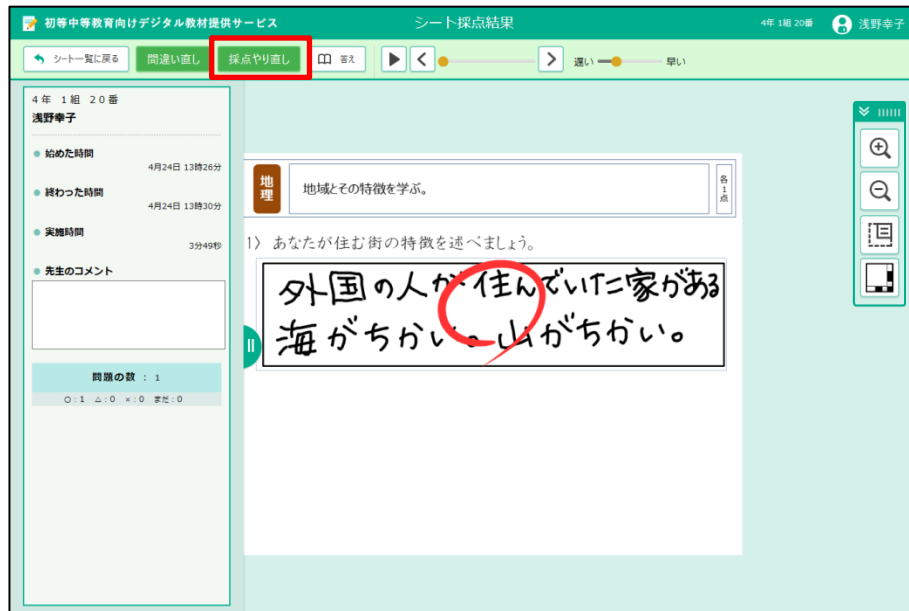 初等中等教育向けデジタル教材提供サービス
シート採点結果
4年 1組 20番
浅野幸子
シート一覧に戻る
間違い直し
採点やり直し
答え
遅い
早い
4年 1組 20番
浅野幸子
始めた時間
4月24日 13時26分
終わった時間
4月24日 13時30分
実施時間
3分49秒
先生のコメント
問題の数 : 1
○:1 △:0 ×:0 まだ:0
地理
地域とその特徴を学ぶ。
各1点
1〉 あなたが住む街の特徴を述べましょう。
外国の人が住んでいた家がある
海がちかい。山がちかい。